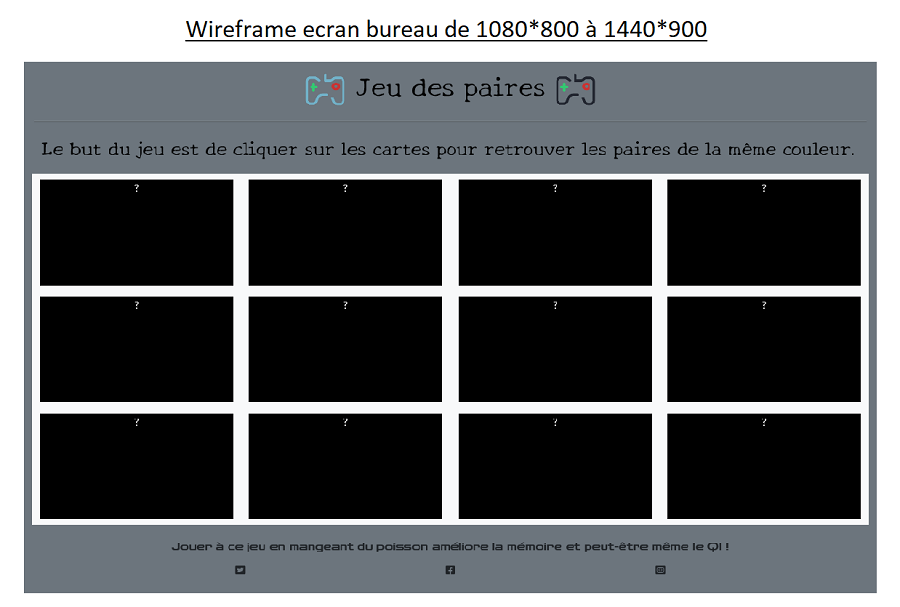 Wireframe ecran bureau de 1080*800 à 1440*900
Jeu des paires
Le but du jeu est de cliquer sur les cartes pour retrouver les paires de la même couleur.
? ? ? ?
? ? ? ?
? ? ? ?
Jouer à ce jeu en mangeant du poisson améliore la mémoire et peut-être même le QI !